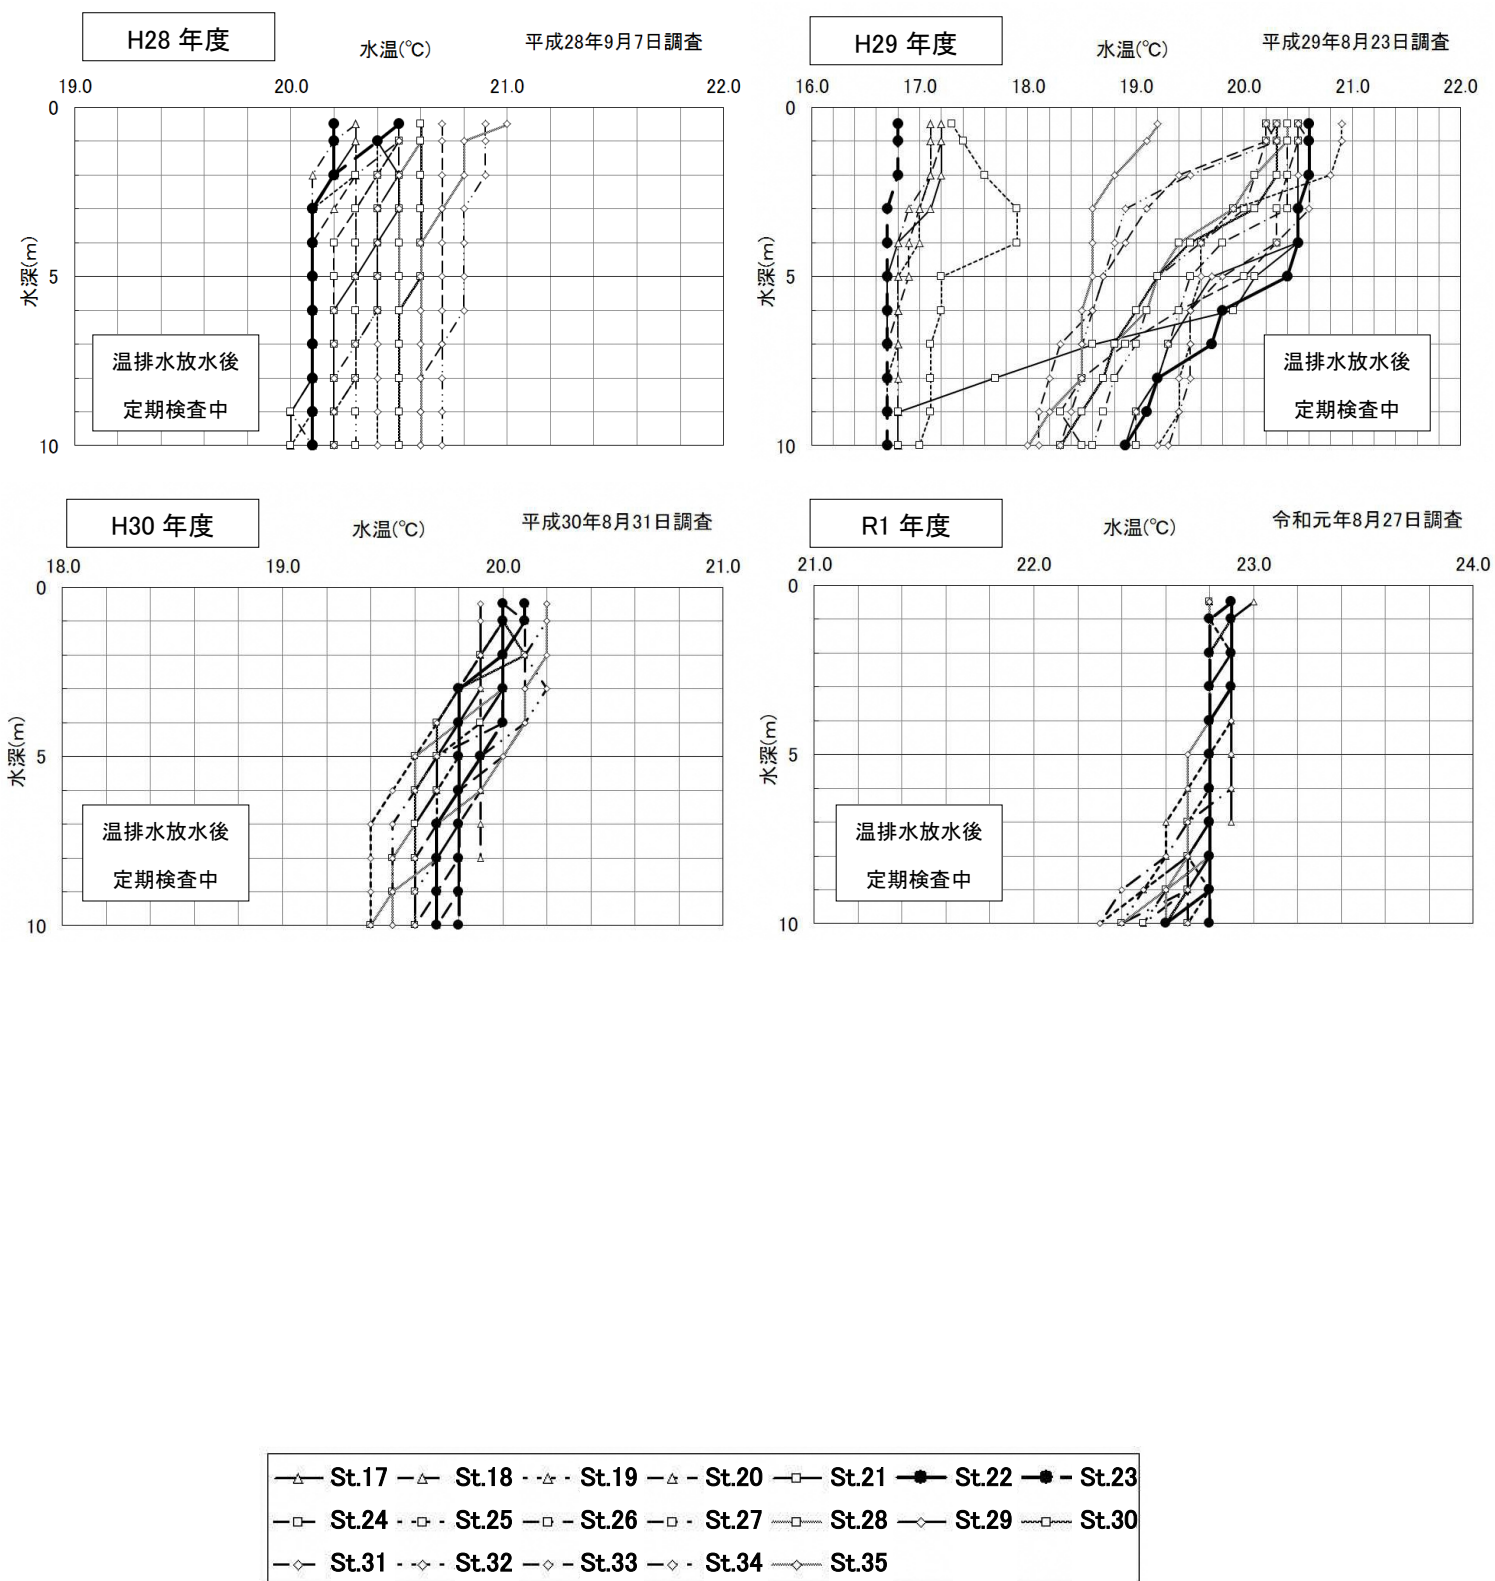 H28 年度
水温(℃)
平成28年9月7日調査
19.0 20.0 21.0 22.0
0
5
10
水深(m)
温排水放水後
定期検査中
H29 年度
水温(℃)
平成29年8月23日調査
16.0 17.0 18.0 19.0 20.0 21.0 22.0
0
5
10
水深(m)
温排水放水後
定期検査中
H30 年度
水温(℃)
平成30年8月31日調査
18.0 19.0 20.0 21.0
0
5
10
水深(m)
温排水放水後
定期検査中
R1 年度
水温(℃)
令和元年8月27日調査
21.0 22.0 23.0 24.0
0
5
10
水深(m)
温排水放水後
定期検査中
St.17 St.18 St.19 St.20 St.21 St.22 St.23
St.24 St.25 St.26 St.27 St.28 St.29 St.30
St.31 St.32 St.33 St.34 St.35